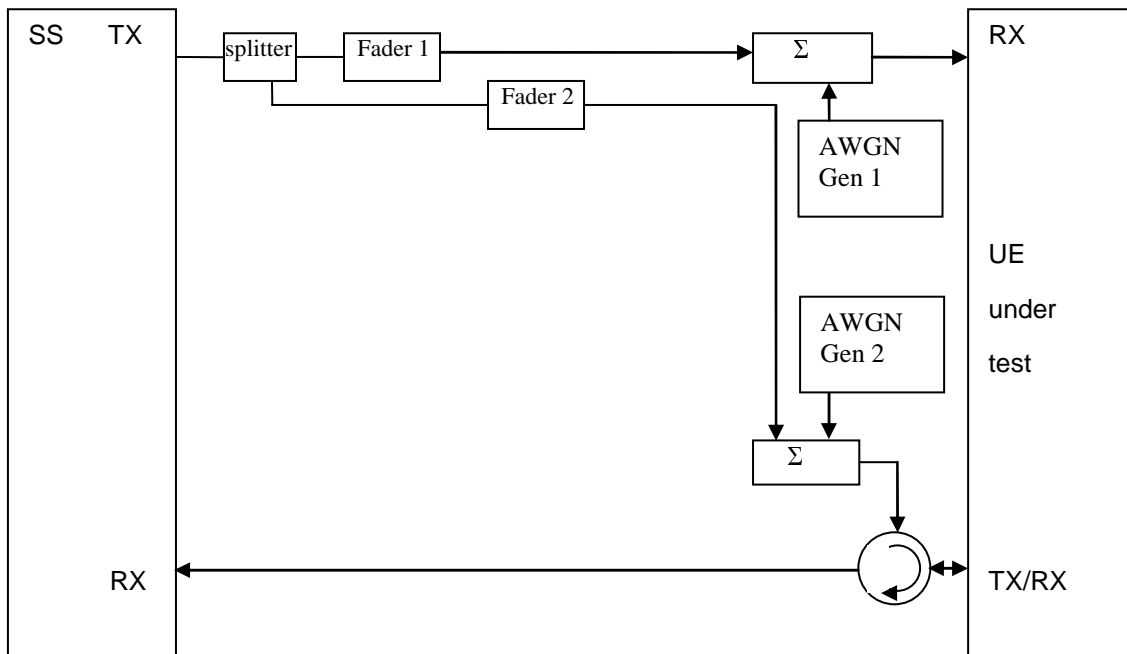 SS TX
splitter
Fader 1
Σ
RX
Fader 2
AWGN
Gen 1
UE
under
test
AWGN
Gen 2
Σ
RX
TX/RX